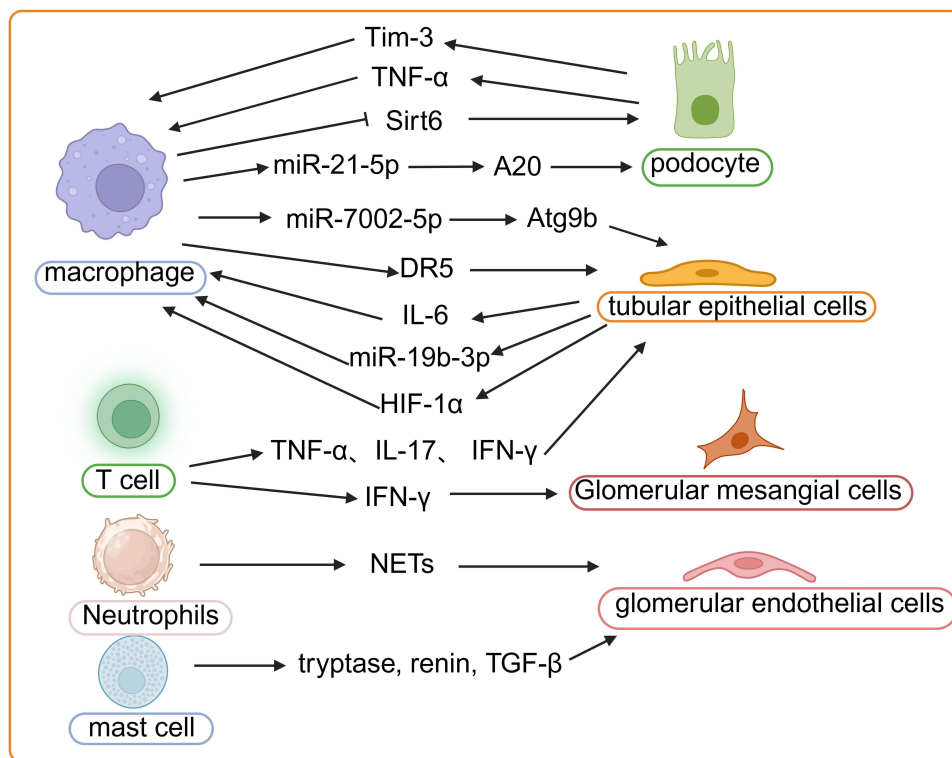 Tim-3
TNF-α
Sirt6
miR-21-5p A20
podocyte
miR-7002-5p Atg9b
macrophage
DR5
tubular epithelial cells
IL-6
miR-19b-3p
HIF-1α
TNF-α、 IL-17、 IFN-γ
T cell
IFN-γ
Glomerular mesangial cells
NETs
Neutrophils
glomerular endothelial cells
tryptase, renin, TGF-β
mast cell